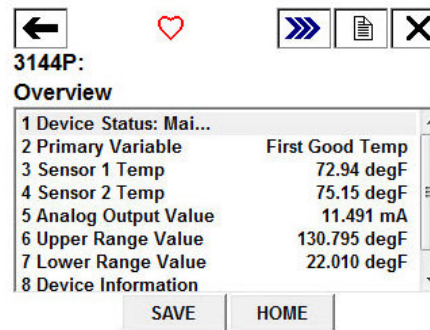 3144P:
Overview
1 Device Status: Mai...
2 Primary Variable First Good Temp
3 Sensor 1 Temp 72.94 degF
4 Sensor 2 Temp 75.15 degF
5 Analog Output Value 11.491 mA
6 Upper Range Value 130.795 degF
7 Lower Range Value 22.010 degF
8 Device Information
SAVE HOME